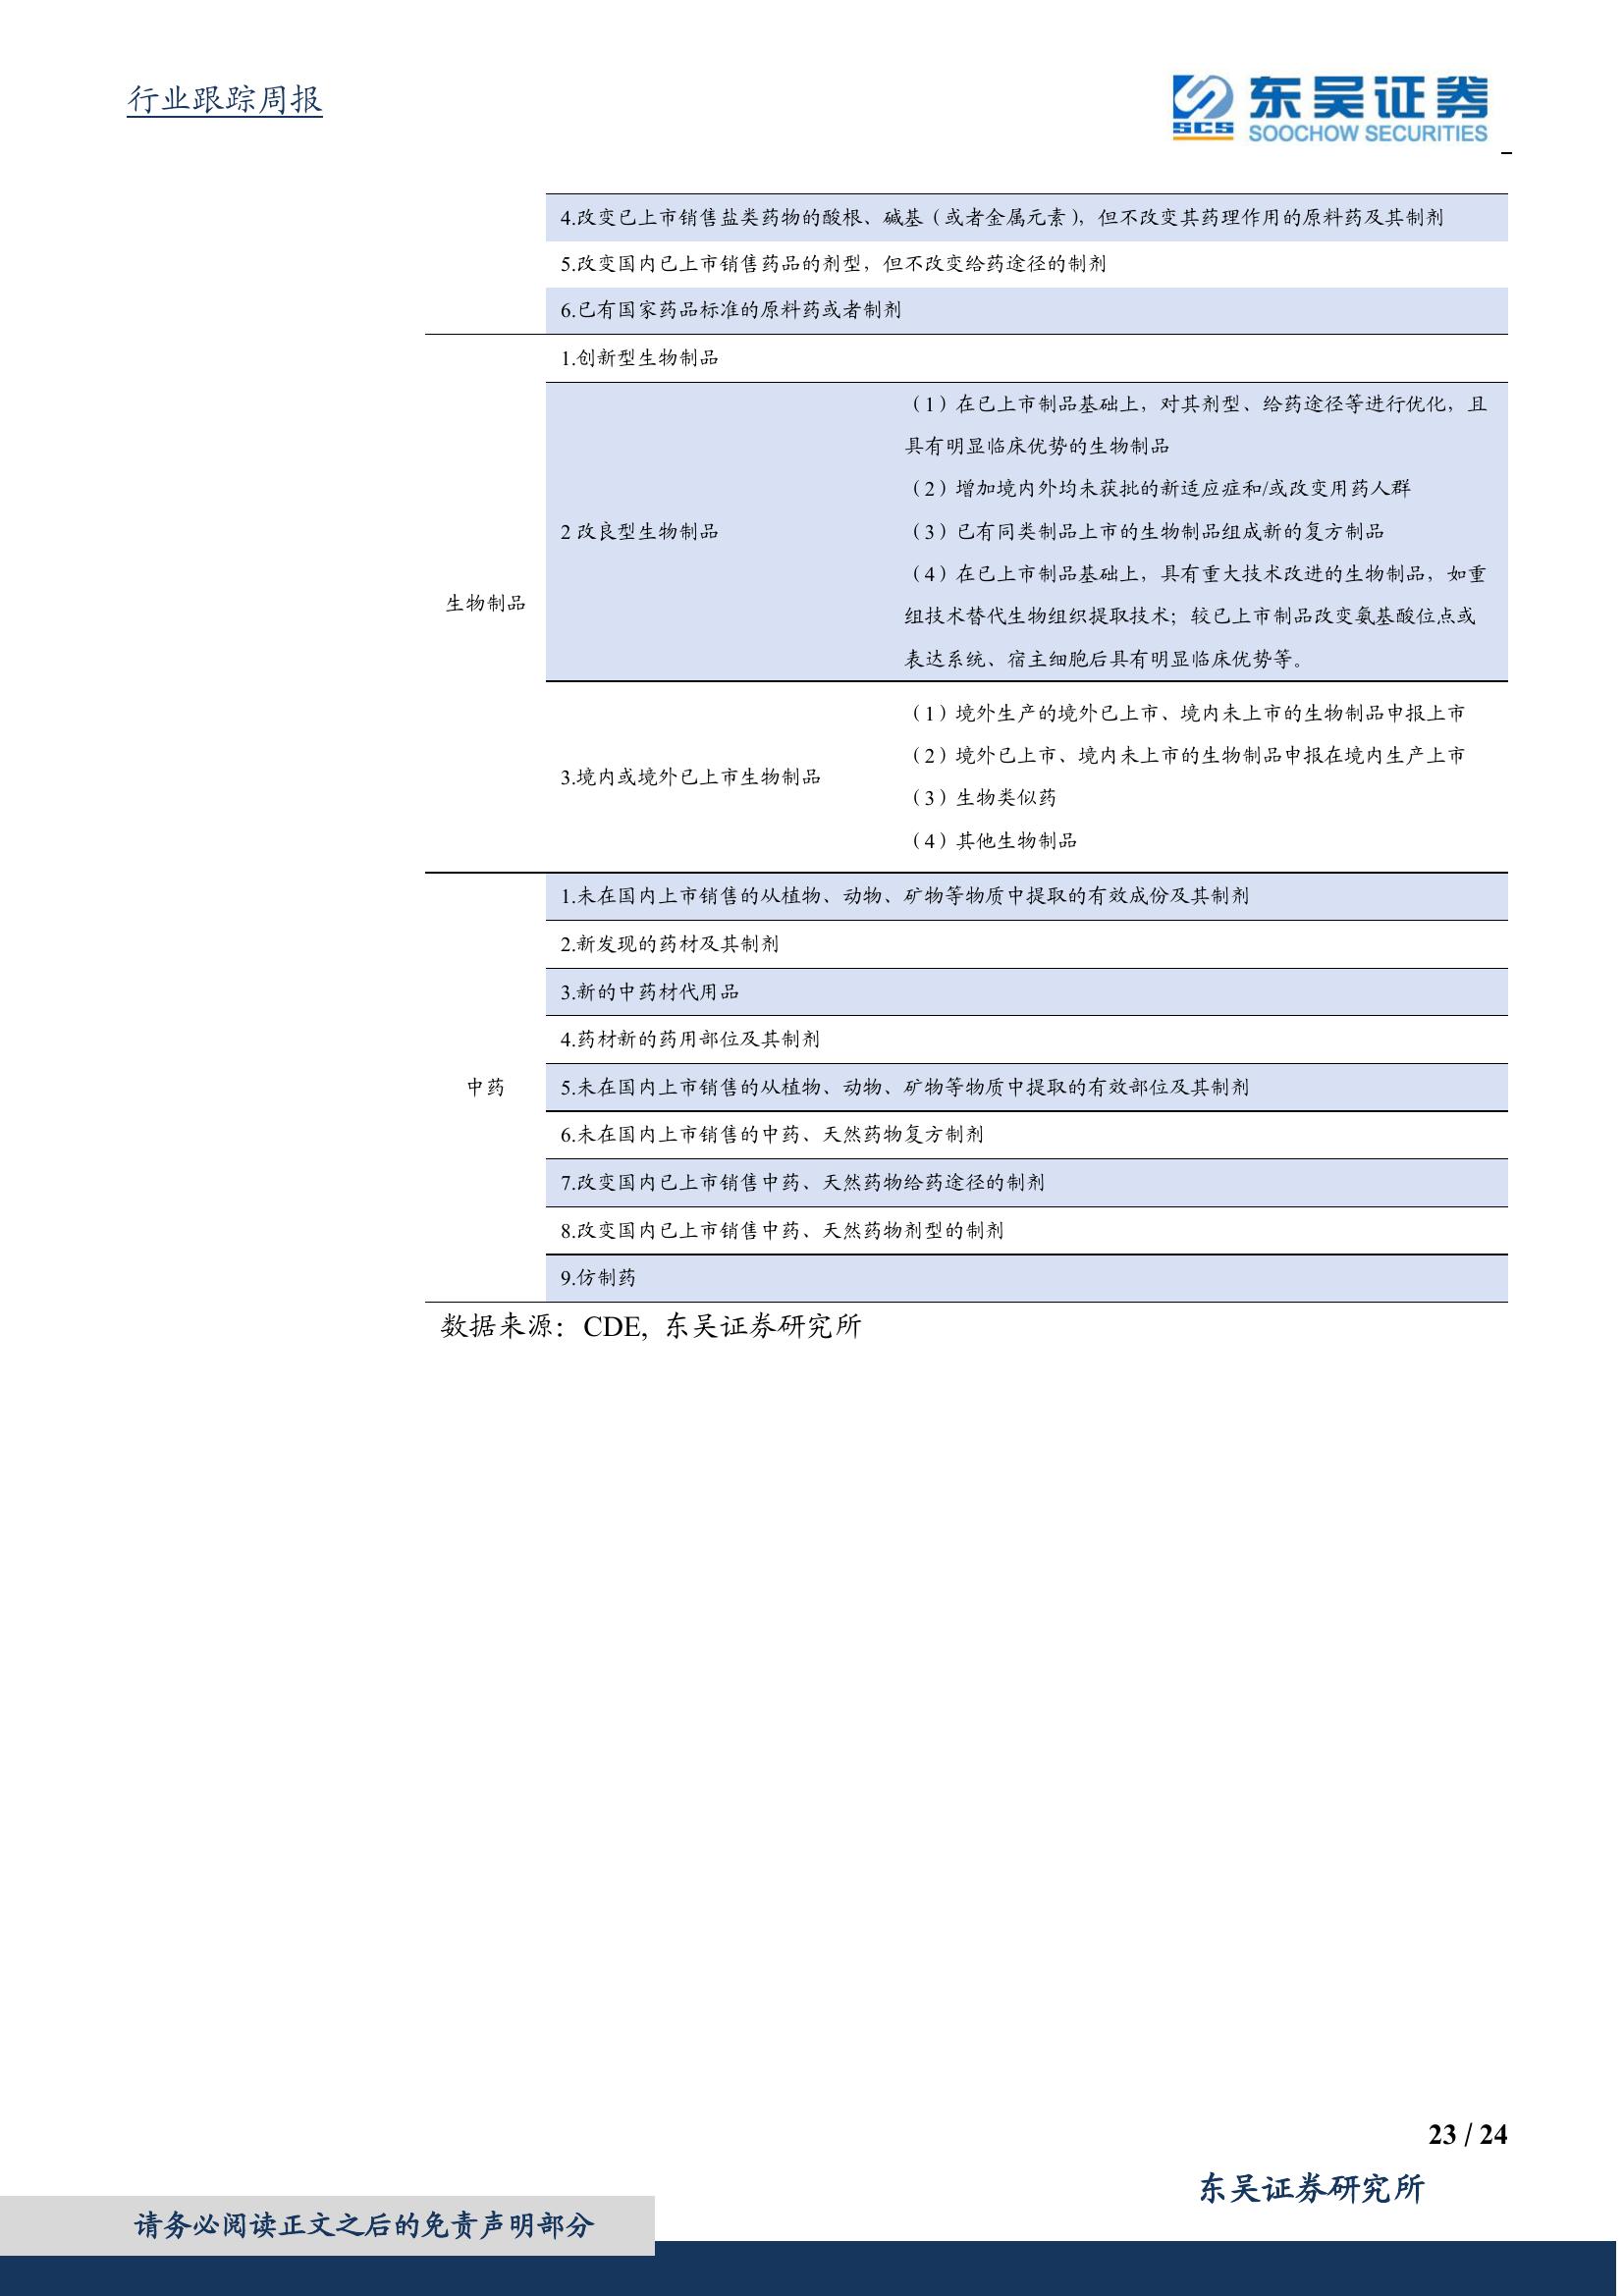 行业跟踪周报
东吴证券
SCS
SOOCHOW SECURITIES
4.改变已上市销售盐类药物的酸根、碱基（或者金属元素），但不改变其药理作用的原料药及其制剂
5.改变国内已上市销售药品的剂型，但不改变给药途径的制剂
6.已有国家药品标准的原料药或者制剂
1.创新型生物制品
（1）在已上市制品基础上，对其剂型、给药途径等进行优化，且
具有明显临床优势的生物制品
（2）增加境内外均未获批的新适应症和/或改变用药人群
2 改良型生物制品
（3）已有同类制品上市的生物制品组成新的复方制品
（4）在已上市制品基础上，具有重大技术改进的生物制品，如重
生物制品
组技术替代生物组织提取技术；较已上市制品改变氨基酸位点或
表达系统、宿主细胞后具有明显临床优势等。
（1）境外生产的境外已上市、境内未上市的生物制品申报上市
（2）境外已上市、境内未上市的生物制品申报在境内生产上市
3.境内或境外已上市生物制品
（3）生物类似药
（4）其他生物制品
1.未在国内上市销售的从植物、动物、矿物等物质中提取的有效成份及其制剂
2.新发现的药材及其制剂
3.新的中药材代用品
4.药材新的药用部位及其制剂
中药
5.未在国内上市销售的从植物、动物、矿物等物质中提取的有效部位及其制剂
6.未在国内上市销售的中药、天然药物复方制剂
7.改变国内已上市销售中药、天然药物给药途径的制剂
8.改变国内已上市销售中药、天然药物剂型的制剂
9.仿制药
数据来源：CDE, 东吴证券研究所
23 / 24
东吴证券研究所
请务必阅读正文之后的免责声明部分